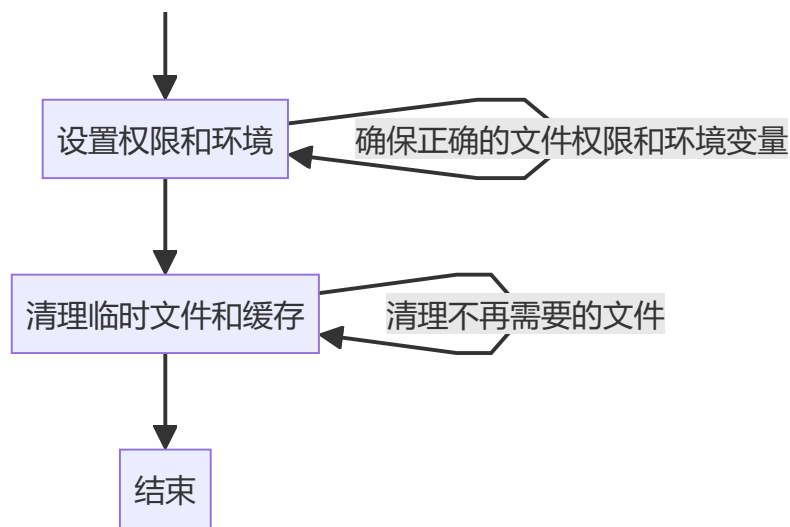 设置权限和环境
确保正确的文件权限和环境变量
清理临时文件和缓存
清理不再需要的文件
结束